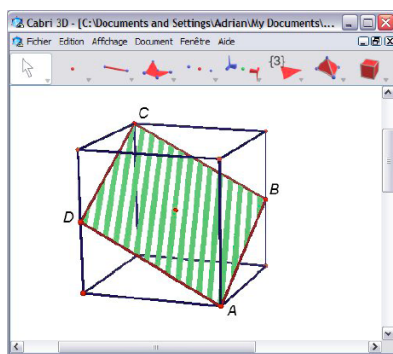 Cabri 3D - [C:\Documents and Settings\Adrian\My Documents\...
Fichier Edition Affichage Document Fenêtre Aide
{3}
C
B
D
A